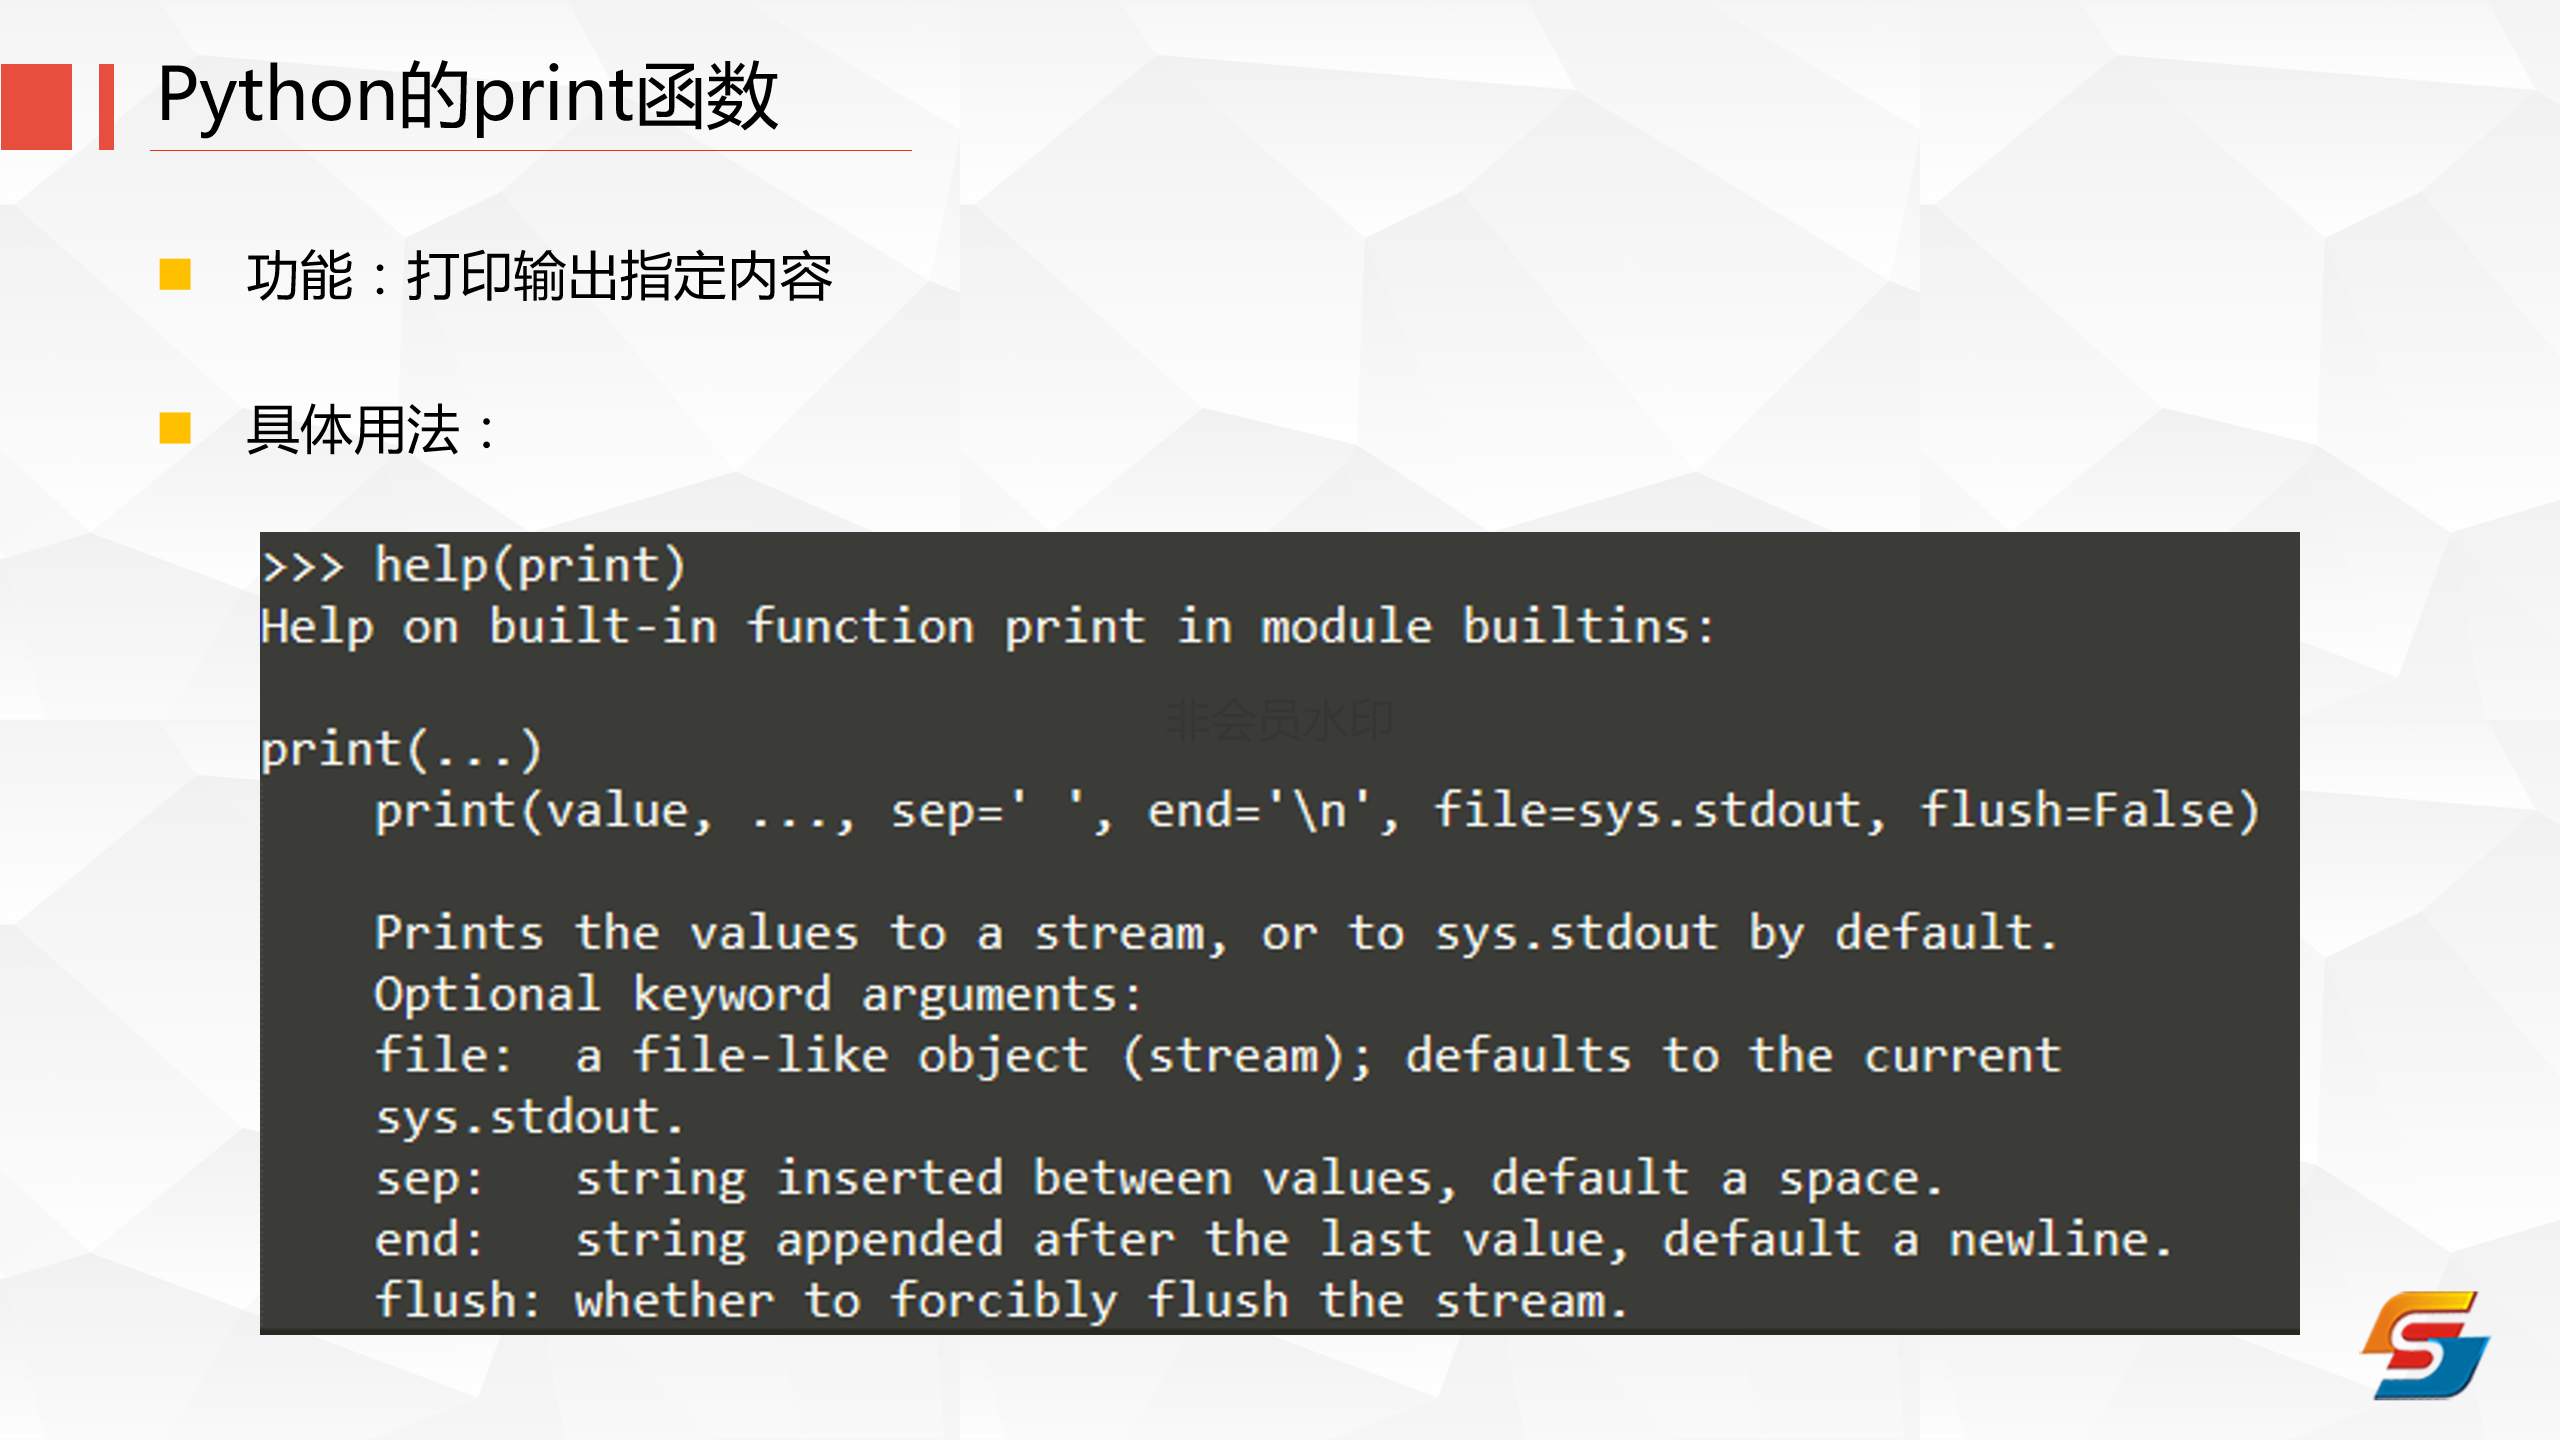 Python的print函数
功能：打印输出指定内容
具体用法：
>>> help(print)
Help on built-in function print in module builtins:
非会员水印
print(...)
    print(value, ..., sep=' ', end='\n', file=sys.stdout, flush=False)
    Prints the values to a stream, or to sys.stdout by default.
    Optional keyword arguments:
    file:  a file-like object (stream); defaults to the current
    sys.stdout.
    sep:   string inserted between values, default a space.
    end:   string appended after the last value, default a newline.
    flush: whether to forcibly flush the stream.